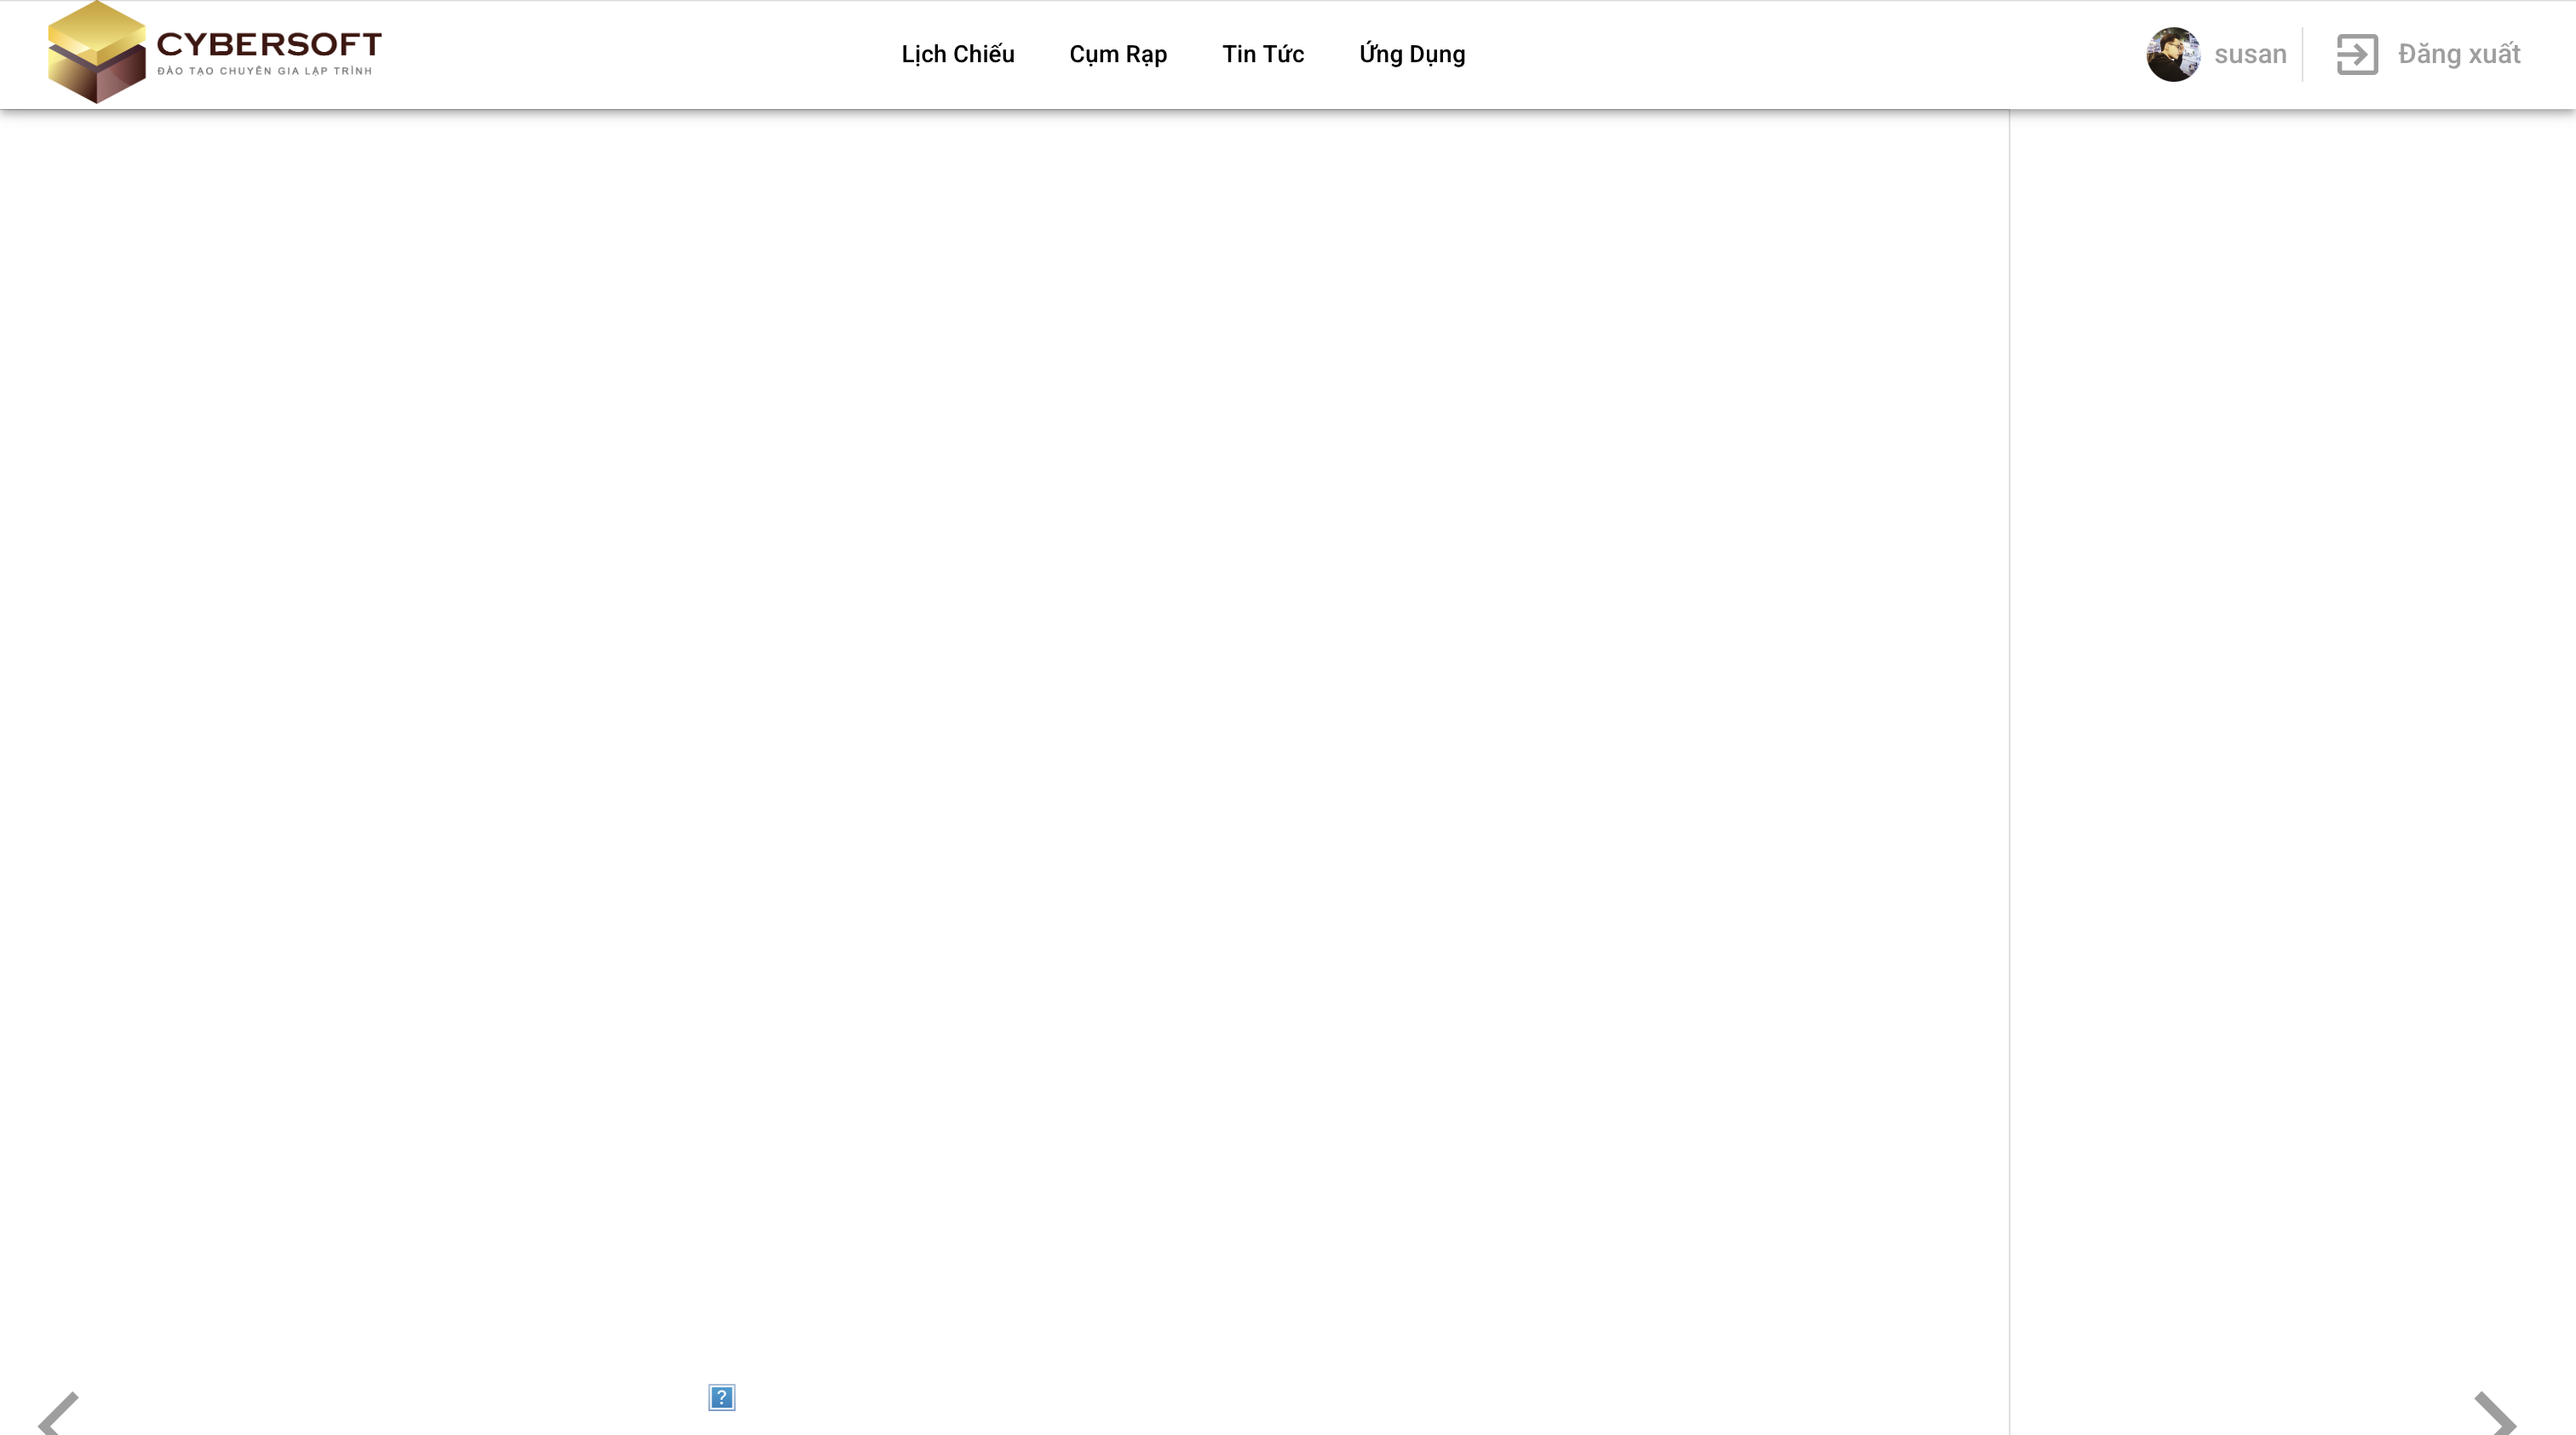 CYBERSOFT
ĐÀO TẠO CHUYÊN GIA LẬP TRÌNH
Lịch Chiếu
Cụm Rạp
Tin Tức
Ứng Dụng
susan
Đăng xuất
?